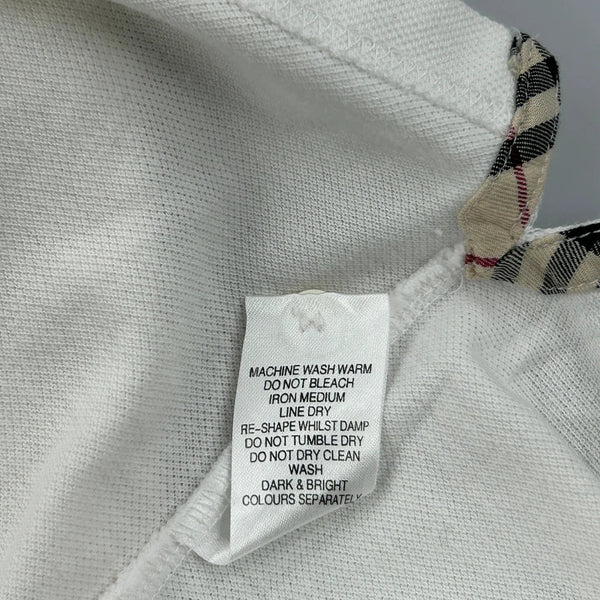 MACHINE WASH WARM
DO NOT BLEACH
IRON MEDIUM
LINE DRY
RE-SHAPE WHILST DAMP
DO NOT TUMBLE DRY
DO NOT DRY CLEAN
WASH
DARK & BRIGHT
COLOURS SEPARATELY